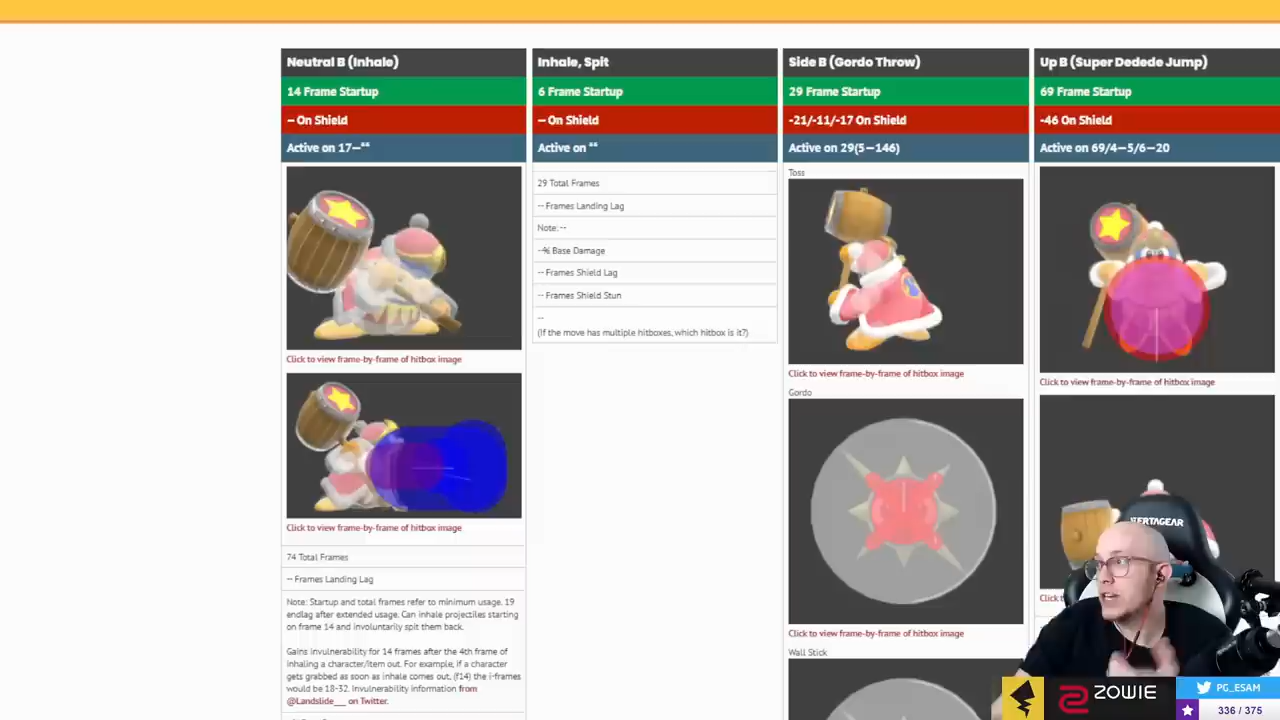 Neutral B (Inhale)
14 Frame Startup
-- On Shield
Active on 17—**
Click to view frame-by-frame of hitbox image
Click to view frame-by-frame of hitbox image
74 Total Frames
-- Frames Landing Lag
Note: Startup and total frames refer to minimum usage. 19
endlag after extended usage. Can inhale projectiles starting
on frame 14 and involuntarily spit them back.
Gains invulnerability for 14 frames after the 4th frame of
inhaling a character/item out. For example, if a character
gets grabbed as soon as inhale comes out, (f14) the i-frames
would be 18-32. Invulnerability information from
@Landslide___ on Twitter.
Inhale, Spit
6 Frame Startup
-- On Shield
Active on **
29 Total Frames
-- Frames Landing Lag
Note: --
--% Base Damage
-- Frames Shield Lag
-- Frames Shield Stun
--
(If the move has multiple hitboxes, which hitbox is it?)
Side B (Gordo Throw)
29 Frame Startup
-21/-11/-17 On Shield
Active on 29(5—146)
Toss
Click to view frame-by-frame of hitbox image
Gordo
Click to view frame-by-frame of hitbox image
Wall Stick
Up B (Super Dedede Jump)
69 Frame Startup
-46 On Shield
Active on 69/4—5/6—20
Click to view frame-by-frame of hitbox image
VERTAGEAR
ZOWIE
PG_ESAM
336 / 375